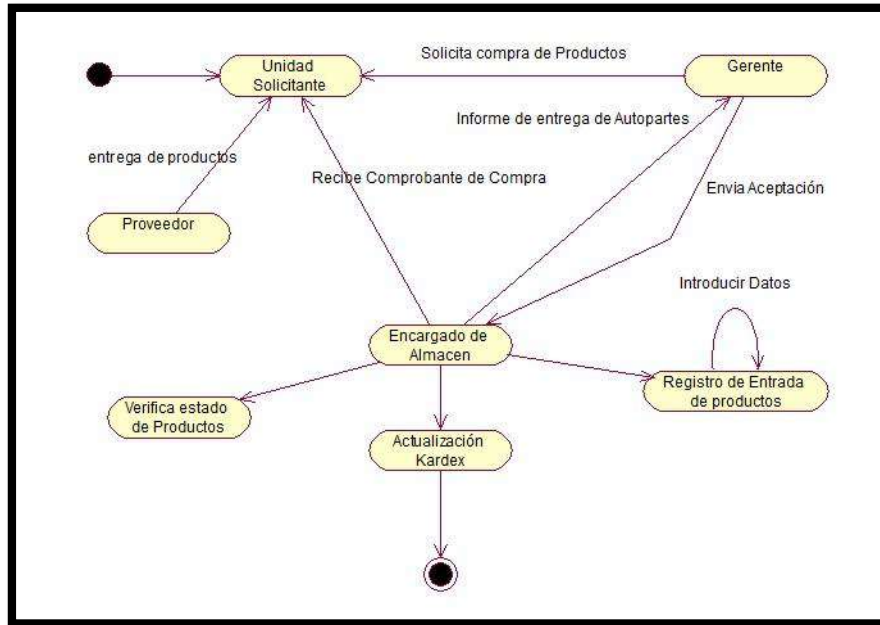 Solicita compra de Productos
Unidad
Solicitante
Gerente
Informe de entrega de Autopartes
entrega de productos
Recibe Comprobante de Compra
Envia Aceptación
Proveedor
Introducir Datos
Encargado de
Almacen
Registro de Entrada
de productos
Verifica estado
de Productos
Actualización
Kardex